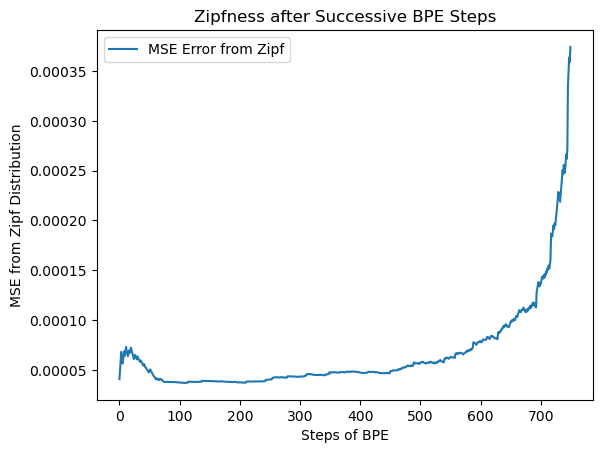 Zipfness after Successive BPE Steps
MSE Error from Zipf
MSE from Zipf Distribution
0.00035
0.00030
0.00025
0.00020
0.00015
0.00010
0.00005
0 100 200 300 400 500 600 700
Steps of BPE